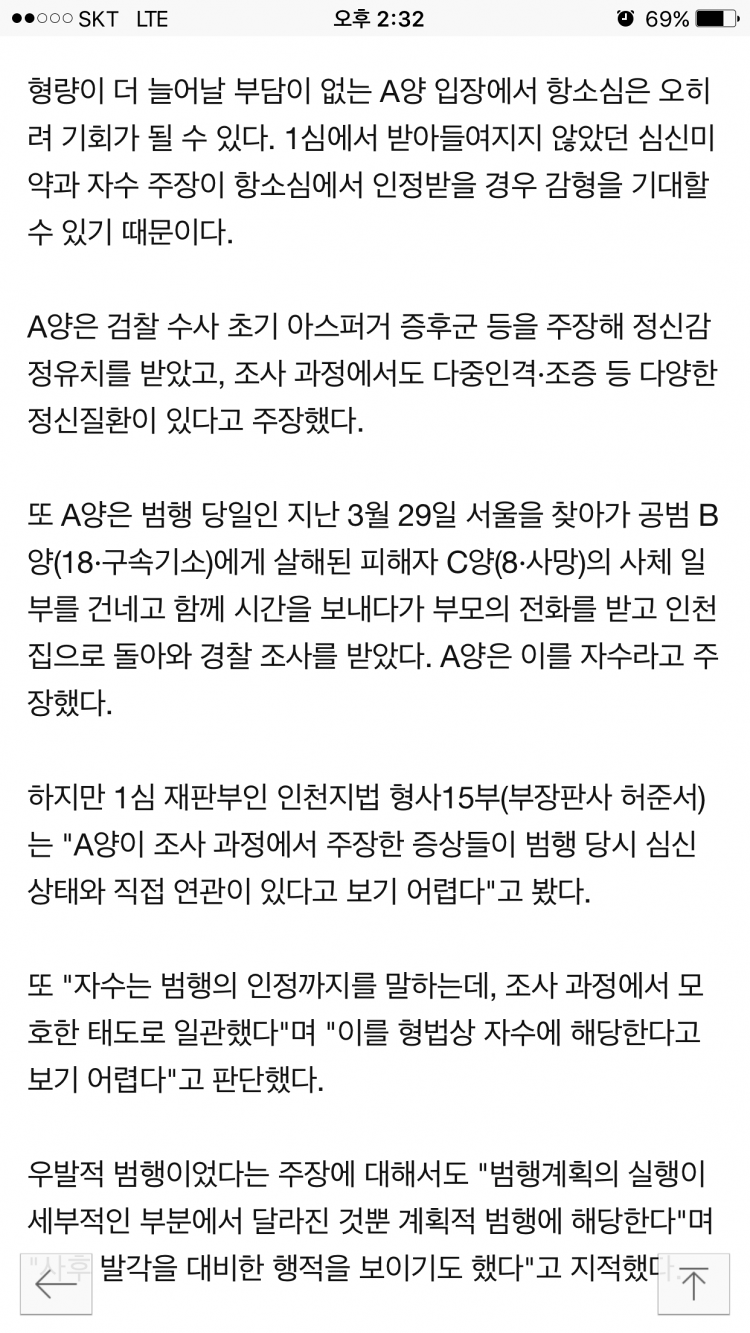 SKT LTE 오후 2:32 69%
형량이 더 늘어날 부담이 없는 A양 입장에서 항소심은 오히
려 기회가 될 수 있다. 1심에서 받아들여지지 않았던 심신미
약과 자수 주장이 항소심에서 인정받을 경우 감형을 기대할
수 있기 때문이다.
A양은 검찰 수사 초기 아스퍼거 증후군 등을 주장해 정신감
정유치를 받았고, 조사 과정에서도 다중인격·조증 등 다양한
정신질환이 있다고 주장했다.
또 A양은 범행 당일인 지난 3월 29일 서울을 찾아가 공범 B
양(18·구속기소)에게 살해된 피해자 C양(8·사망)의 사체 일
부를 건네고 함께 시간을 보내다가 부모의 전화를 받고 인천
집으로 돌아와 경찰 조사를 받았다. A양은 이를 자수라고 주
장했다.
하지만 1심 재판부인 인천지법 형사15부(부장판사 허준서)
는 "A양이 조사 과정에서 주장한 증상들이 범행 당시 심신
상태와 직접 연관이 있다고 보기 어렵다"고 봤다.
또 "자수는 범행의 인정까지를 말하는데, 조사 과정에서 모
호한 태도로 일관했다"며 "이를 형법상 자수에 해당한다고
보기 어렵다"고 판단했다.
우발적 범행이었다는 주장에 대해서도 "범행계획의 실행이
세부적인 부분에서 달라진 것뿐 계획적 범행에 해당한다"며
"사후 발각을 대비한 행적을 보이기도 했다"고 지적했다.